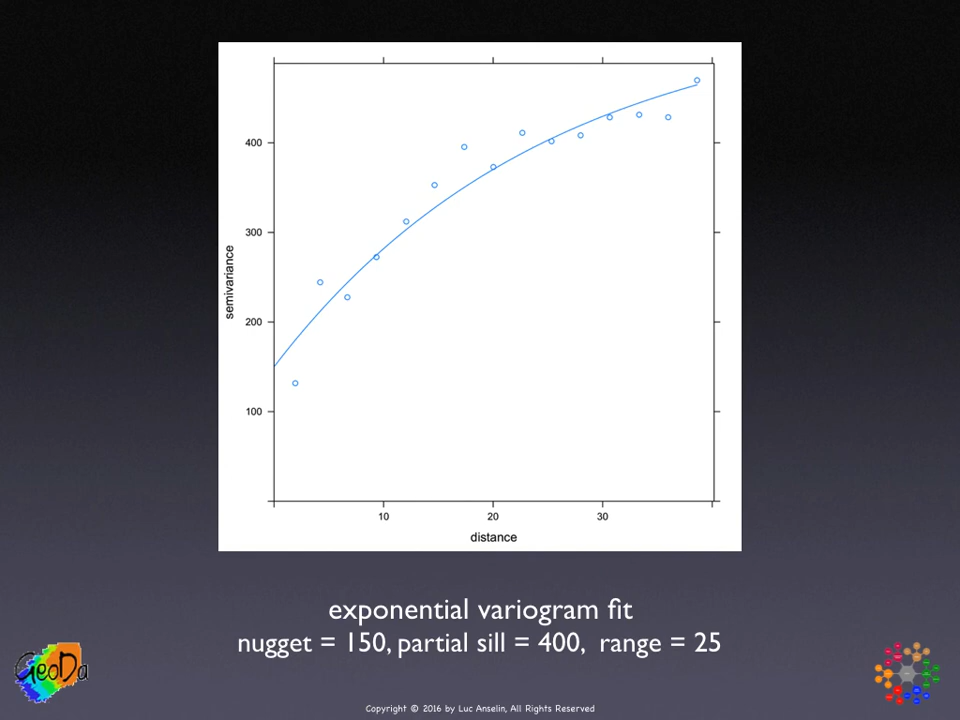 400
300
200
100
semivariance
10 20 30
distance
exponential variogram fit
nugget = 150, partial sill = 400, range = 25
GeoDa
Copyright © 2016 by Luc Anselin, All Rights Reserved